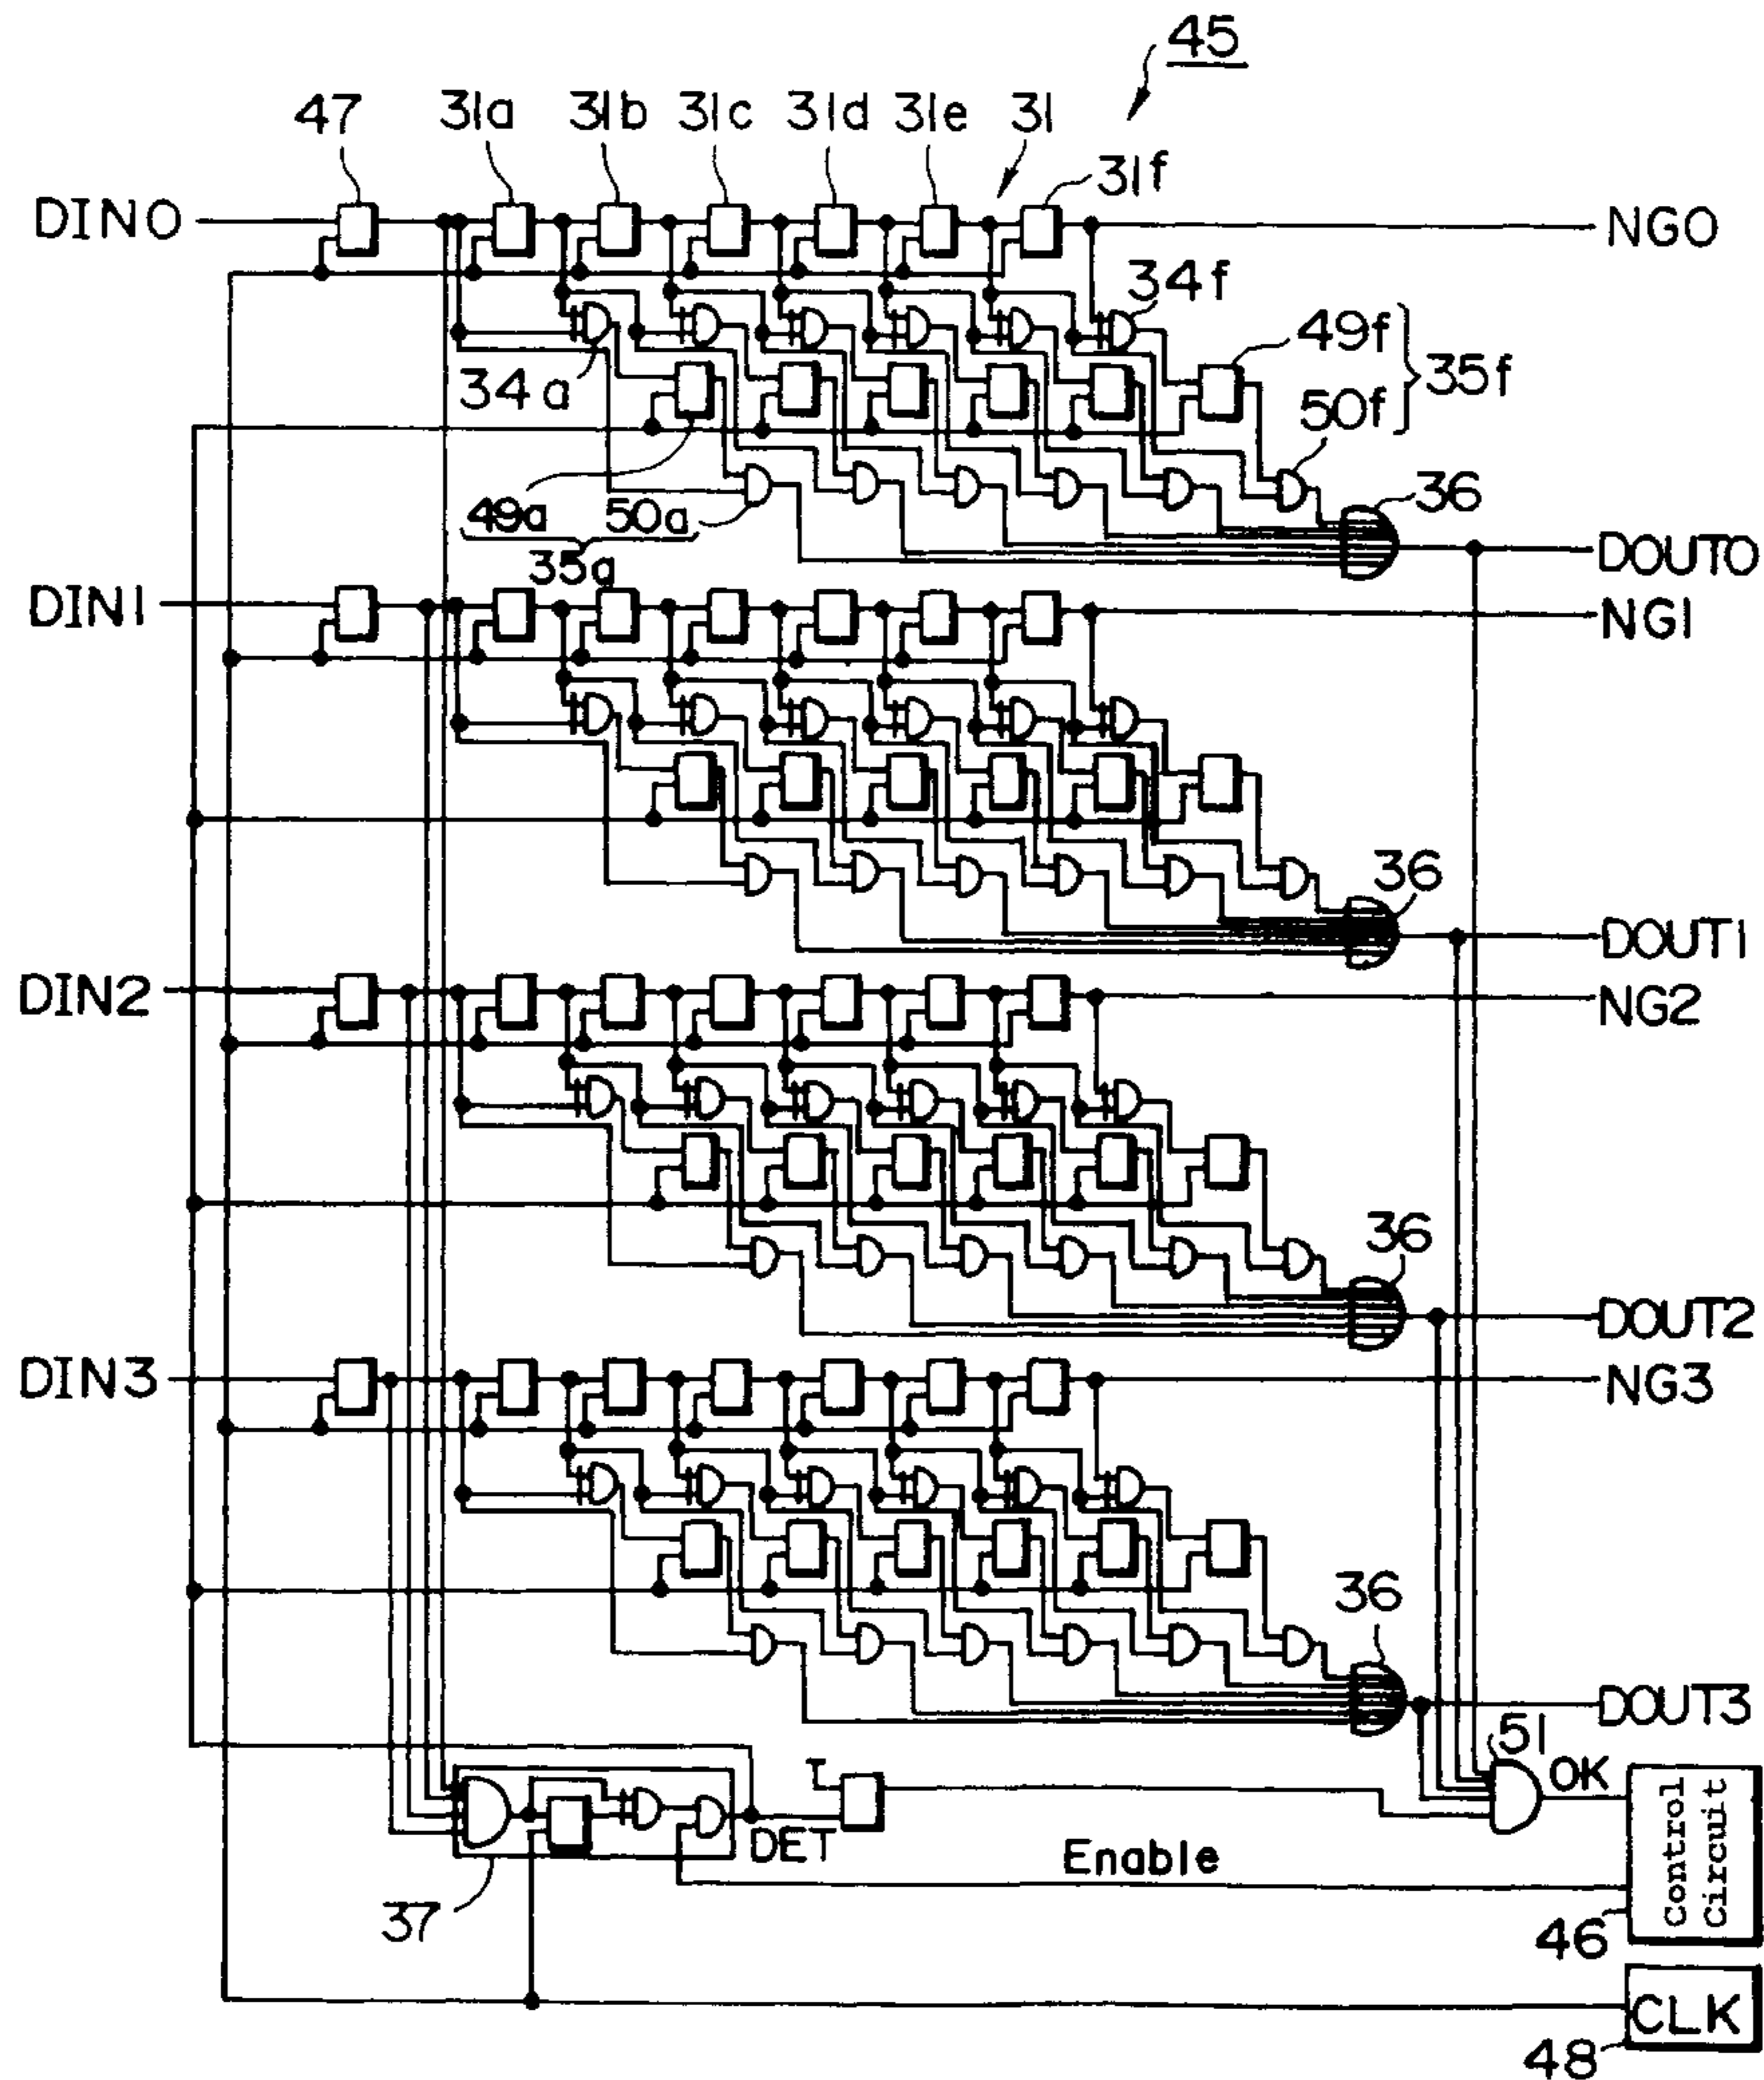 45
47 31a 31b 31c 31d 31e 31
31f
DIN0 NG0
34f
49f
34a 35f
50f
36
49a 50a
DOUT0
35a
DIN1 NG1
36
DOUT1
DIN2 NG2
36
DOUT2
DIN3 NG3
36
DOUT3
51
OK
DET
Enable
Control
Circuit
37
46
CLK
48